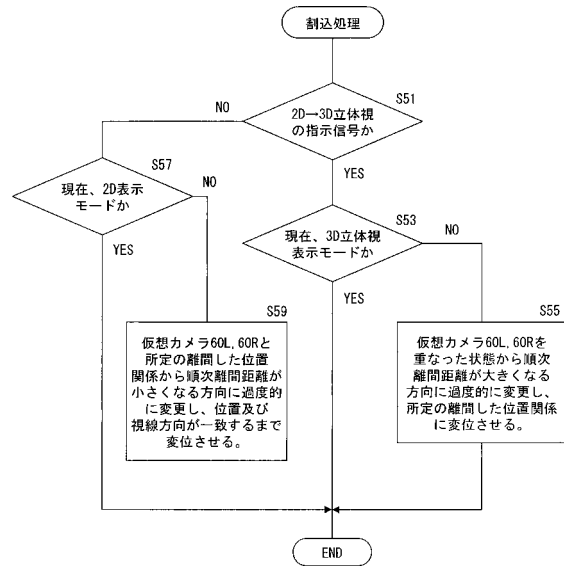 割込処理
S51
2D→3D立体視
の指示信号か
NO
YES
S57
現在、2D表示
モードか
NO
YES
S53
現在、3D立体視
表示モードか
NO
YES
S59
仮想カメラ60L,60Rと
所定の離間した位置
関係から順次離間距離が
小さくなる方向に過度的
に変更し、位置及び
視線方向が一致するまで
変位させる。
S55
仮想カメラ60L,60Rを
重なった状態から順次
離間距離が大きくなる
方向に過度的に変更し、
所定の離間した位置関係
に変位させる。
END